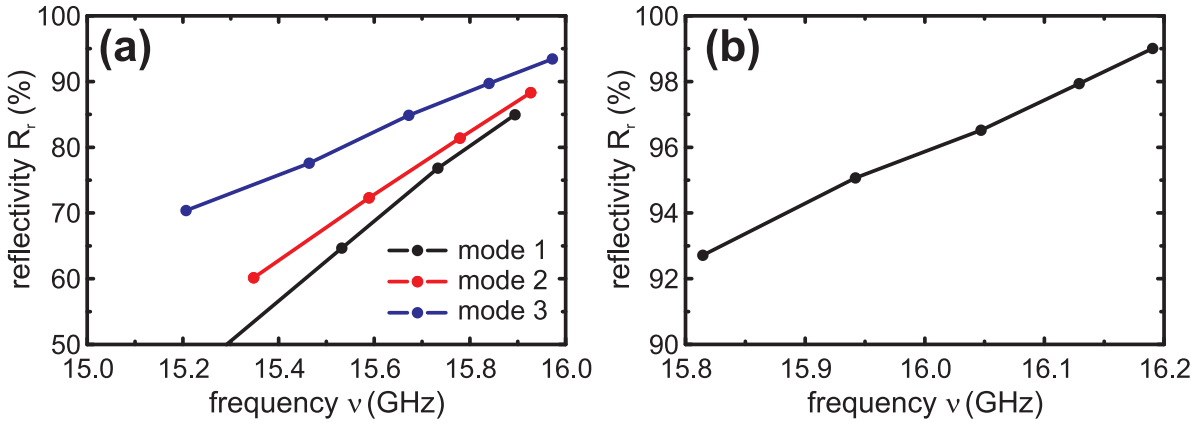 (a)
reflectivity Rᵣ (%)
100
90
80
70
60
50
15.0 15.2 15.4 15.6 15.8 16.0
frequency ν (GHz)
mode 1
mode 2
mode 3
(b)
reflectivity Rᵣ (%)
100
98
96
94
92
90
15.8 15.9 16.0 16.1 16.2
frequency ν (GHz)